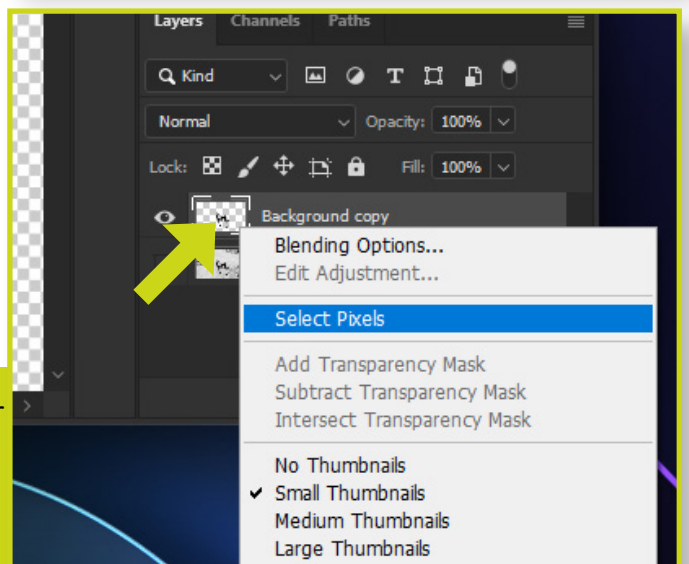 Layers Channels Paths
Kind
Normal Opacity: 100%
Lock: Fill: 100%
Background copy
Blending Options...
Edit Adjustment...
Select Pixels
Add Transparency Mask
Subtract Transparency Mask
Intersect Transparency Mask
No Thumbnails
Small Thumbnails
Medium Thumbnails
Large Thumbnails